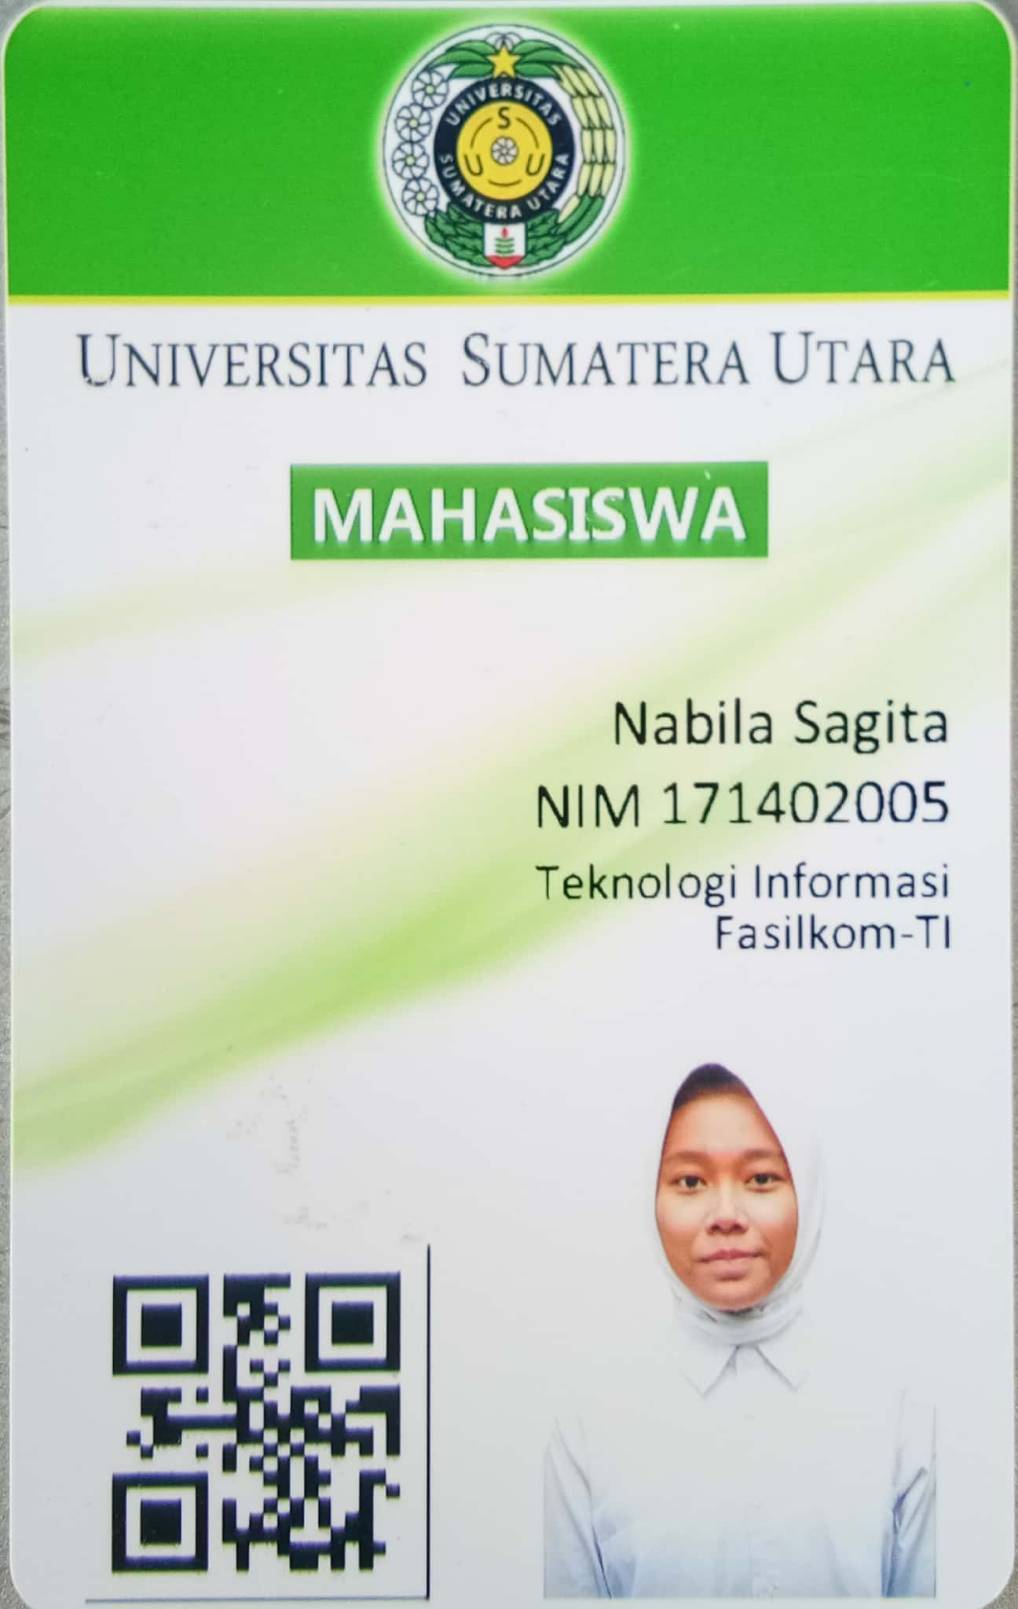 UNIVERSITAS
S
U U
SUMATERA UTARA
UNIVERSITAS SUMATERA UTARA
MAHASISWA
Nabila Sagita
NIM 171402005
Teknologi Informasi
Fasilkom-TI